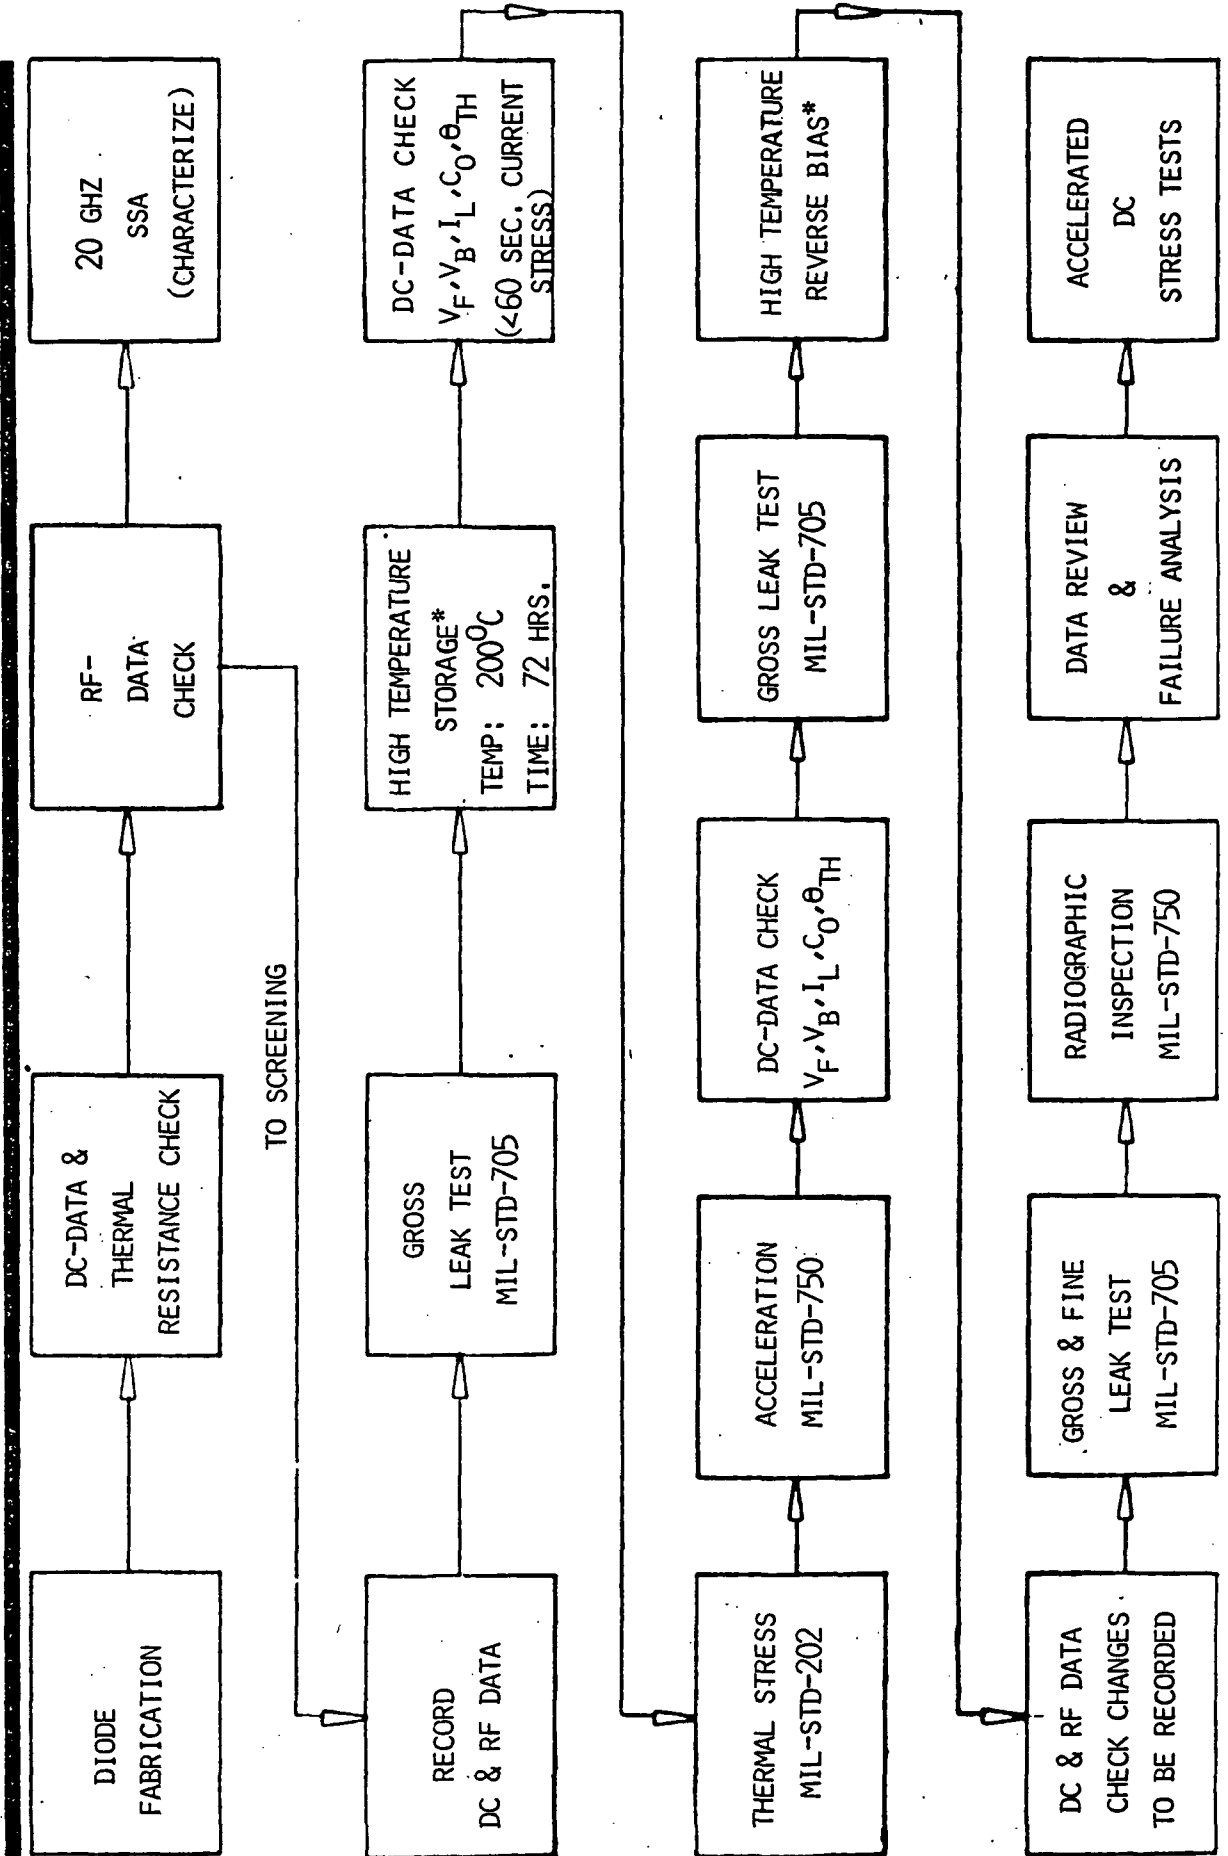 DIODE
FABRICATION
DC-DATA &
THERMAL
RESISTANCE CHECK
RF-
DATA
CHECK
20 GHZ
SSA
(CHARACTERIZE)
TO SCREENING
RECORD
DC & RF DATA
GROSS
LEAK TEST
MIL-STD-705
HIGH TEMPERATURE
STORAGE*
TEMP: 200°C
TIME: 72 HRS.
DC-DATA CHECK
V_F, V_B, I_L, C_O, θ_TH
(<60 SEC. CURRENT
STRESS)
THERMAL STRESS
MIL-STD-202
ACCELERATION
MIL-STD-750
DC-DATA CHECK
V_F, V_B, I_L, C_O, θ_TH
GROSS LEAK TEST
MIL-STD-705
HIGH TEMPERATURE
REVERSE BIAS*
DC & RF DATA
CHECK CHANGES
TO BE RECORDED
GROSS & FINE
LEAK TEST
MIL-STD-705
RADIOGRAPHIC
INSPECTION
MIL-STD-750
DATA REVIEW
&
FAILURE ANALYSIS
ACCELERATED
DC
STRESS TESTS